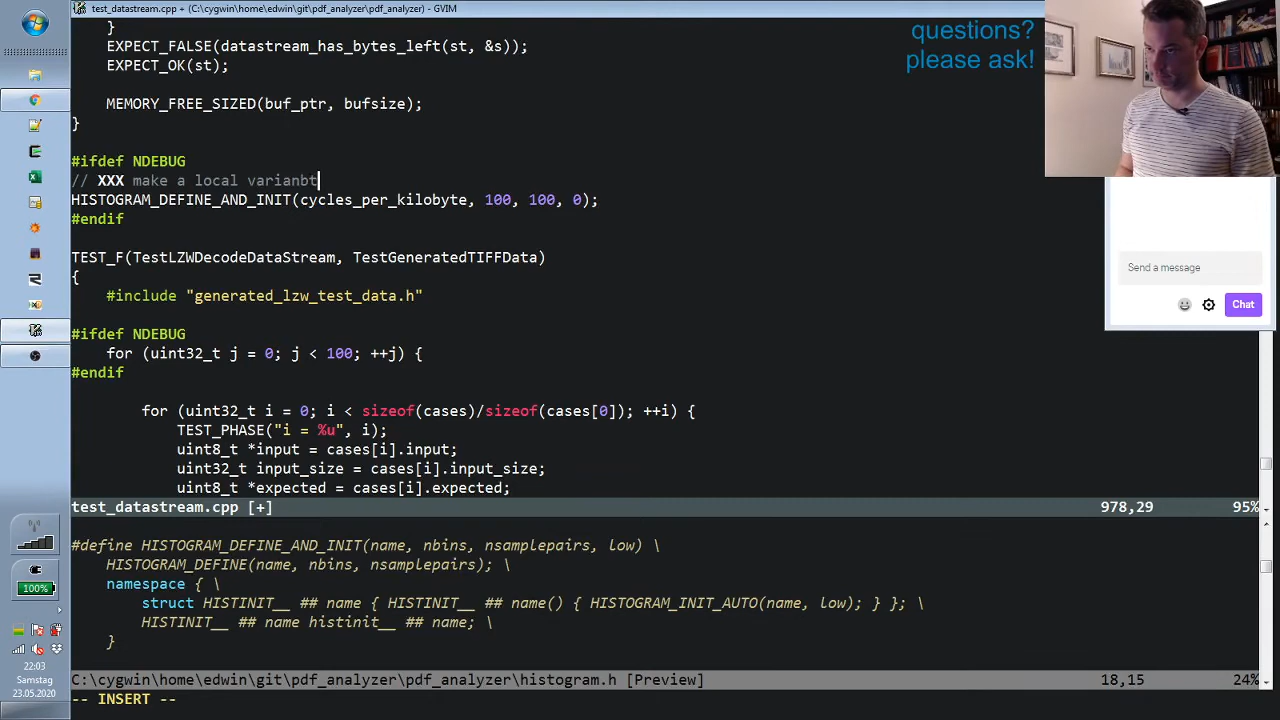 test_datastream.cpp + (C:\cygwin\home\edwin\git\pdf_analyzer\pdf_analyzer) - GVIM
questions?
please ask!
}
EXPECT_FALSE(datastream_has_bytes_left(st, &s));
EXPECT_OK(st);
MEMORY_FREE_SIZED(buf_ptr, bufsize);
}
#ifdef NDEBUG
// XXX make a local varianbt
HISTOGRAM_DEFINE_AND_INIT(cycles_per_kilobyte, 100, 100, 0);
#endif
TEST_F(TestLZWDecodeDataStream, TestGeneratedTIFFData)
{
#include "generated_lzw_test_data.h"
#ifdef NDEBUG
for (uint32_t j = 0; j < 100; ++j) {
#endif
for (uint32_t i = 0; i < sizeof(cases)/sizeof(cases[0]); ++i) {
TEST_PHASE("i = %u", i);
uint8_t *input = cases[i].input;
uint32_t input_size = cases[i].input_size;
uint8_t *expected = cases[i].expected;
test_datastream.cpp [+] 978,29 95%
#define HISTOGRAM_DEFINE_AND_INIT(name, nbins, nsamplepairs, low) \
HISTOGRAM_DEFINE(name, nbins, nsamplepairs); \
namespace { \
struct HISTINIT__ ## name { HISTINIT__ ## name() { HISTOGRAM_INIT_AUTO(name, low); } }; \
HISTINIT__ ## name histinit__ ## name; \
}
C:\cygwin\home\edwin\git\pdf_analyzer\pdf_analyzer\histogram.h [Preview] 18,15 24%
-- INSERT --
Send a message
Chat
100%
22:03
Samstag
23.05.2020